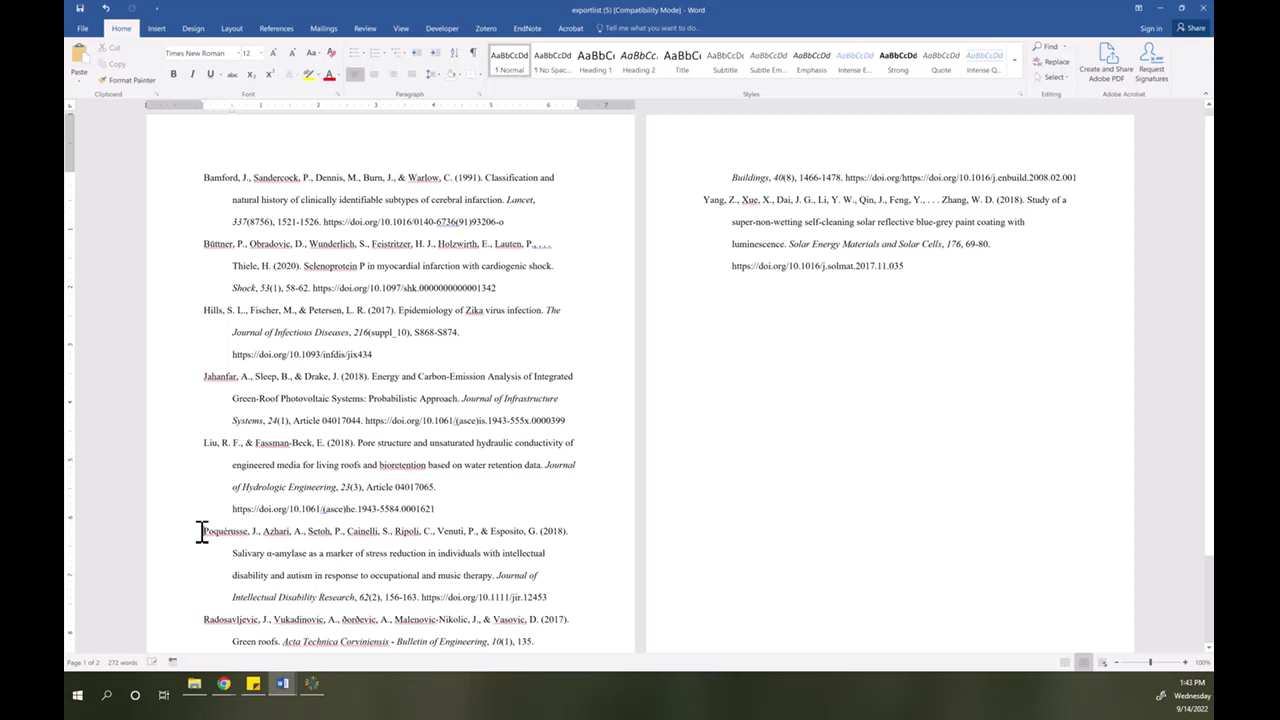 exportlist (5) [Compatibility Mode] - Word
File Home Insert Design Layout References Mailings Review View Developer Zotero EndNote Acrobat Tell me what you want to do... Sign in Share
Paste Cut Copy Format Painter
Times New Roman 12
AaBbCcDd AaBbCcDd AaBbC AaBbCc AaBbCc AaBbCcD AaBbCcDd AaBbCcDd AaBbCcDd AaBbCcDd AaBbCcDd AaBbCcDd
¶ Normal ¶ No Spac... Heading 1 Heading 2 Title Subtitle Subtle Em... Emphasis Intense E... Strong Quote Intense Q...
Find Replace Select
Create and Share Adobe PDF Request Signatures
Clipboard Font Paragraph Styles Editing Adobe Acrobat
1 2 3 4 5 6 7
Bamford, J., Sandercock, P., Dennis, M., Burn, J., & Warlow, C. (1991). Classification and
natural history of clinically identifiable subtypes of cerebral infarction. Lancet,
337(8756), 1521-1526. https://doi.org/10.1016/0140-6736(91)93206-o
Büttner, P., Obradovic, D., Wunderlich, S., Feistritzer, H. J., Holzwirth, E., Lauten, P., . . .
Thiele, H. (2020). Selenoprotein P in myocardial infarction with cardiogenic shock.
Shock, 53(1), 58-62. https://doi.org/10.1097/shk.0000000000001342
Hills, S. L., Fischer, M., & Petersen, L. R. (2017). Epidemiology of Zika virus infection. The
Journal of Infectious Diseases, 216(suppl_10), S868-S874.
https://doi.org/10.1093/infdis/jix434
Jahanfar, A., Sleep, B., & Drake, J. (2018). Energy and Carbon-Emission Analysis of Integrated
Green-Roof Photovoltaic Systems: Probabilistic Approach. Journal of Infrastructure
Systems, 24(1), Article 04017044. https://doi.org/10.1061/(asce)is.1943-555x.0000399
Liu, R. F., & Fassman-Beck, E. (2018). Pore structure and unsaturated hydraulic conductivity of
engineered media for living roofs and bioretention based on water retention data. Journal
of Hydrologic Engineering, 23(3), Article 04017065.
https://doi.org/10.1061/(asce)he.1943-5584.0001621
Poquérusse, J., Azhari, A., Setoh, P., Cainelli, S., Ripoli, C., Venuti, P., & Esposito, G. (2018).
Salivary α-amylase as a marker of stress reduction in individuals with intellectual
disability and autism in response to occupational and music therapy. Journal of
Intellectual Disability Research, 62(2), 156-163. https://doi.org/10.1111/jir.12453
Radosavljevic, J., Vukadinovic, A., ðorđevic, A., Malenovic-Nikolic, J., & Vasovic, D. (2017).
Green roofs. Acta Technica Corviniensis - Bulletin of Engineering, 10(1), 135.
Buildings, 40(8), 1466-1478. https://doi.org/https://doi.org/10.1016/j.enbuild.2008.02.001
Yang, Z., Xue, X., Dai, J. G., Li, Y. W., Qin, J., Feng, Y., . . . Zhang, W. D. (2018). Study of a
super-non-wetting self-cleaning solar reflective blue-grey paint coating with
luminescence. Solar Energy Materials and Solar Cells, 176, 69-80.
https://doi.org/10.1016/j.solmat.2017.11.035
Page 1 of 2 272 words 100%
1:43 PM
Wednesday
9/14/2022